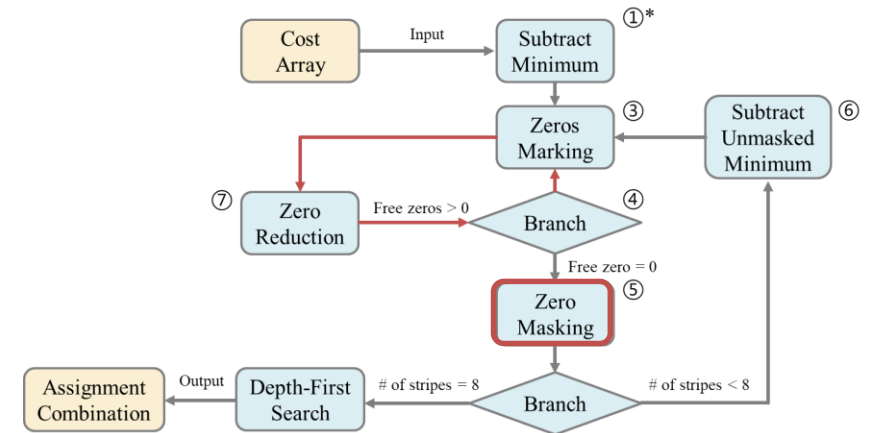 Cost
Array
Input
Subtract
Minimum
①*
Zeros
Marking
③
Subtract
Unmasked
Minimum
⑥
⑦
Zero
Reduction
Free zeros > 0
Branch
④
Free zero = 0
Zero
Masking
⑤
Assignment
Combination
Output
Depth-First
Search
# of stripes = 8
Branch
# of stripes < 8